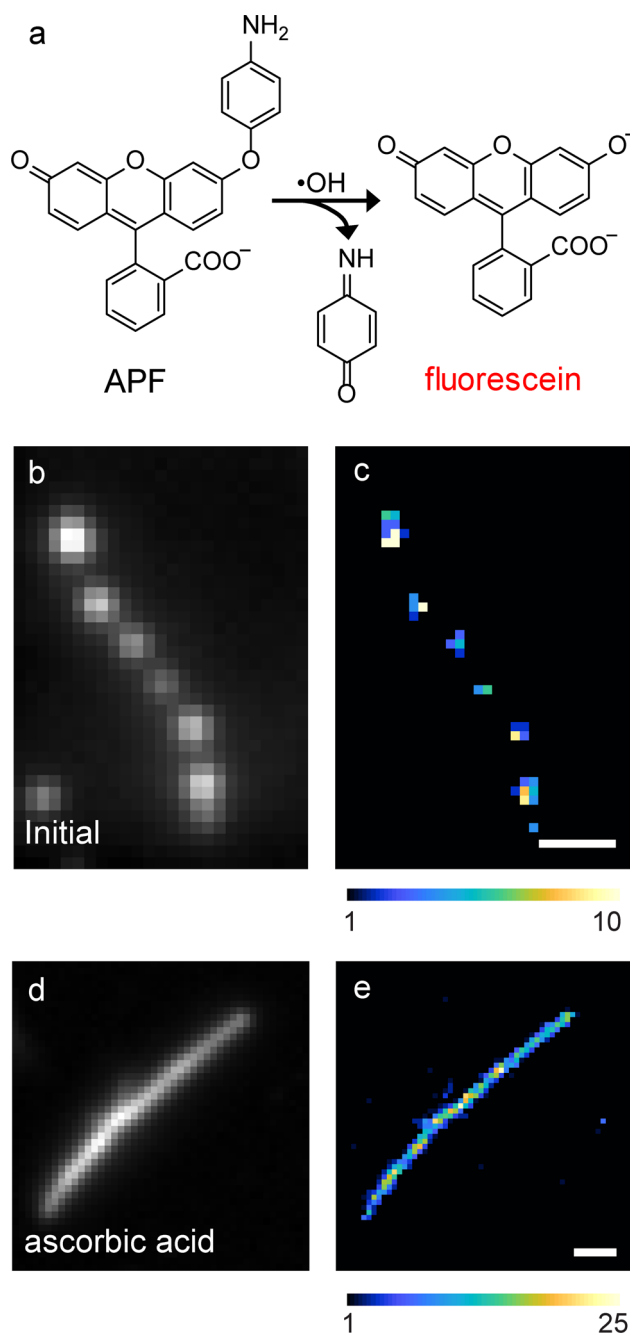 a
NH₂
O
O
O
COO⁻
•OH
O
O
O⁻
COO⁻
NH
O
APF
fluorescein
b
c
Initial
1
10
d
e
ascorbic acid
1
25